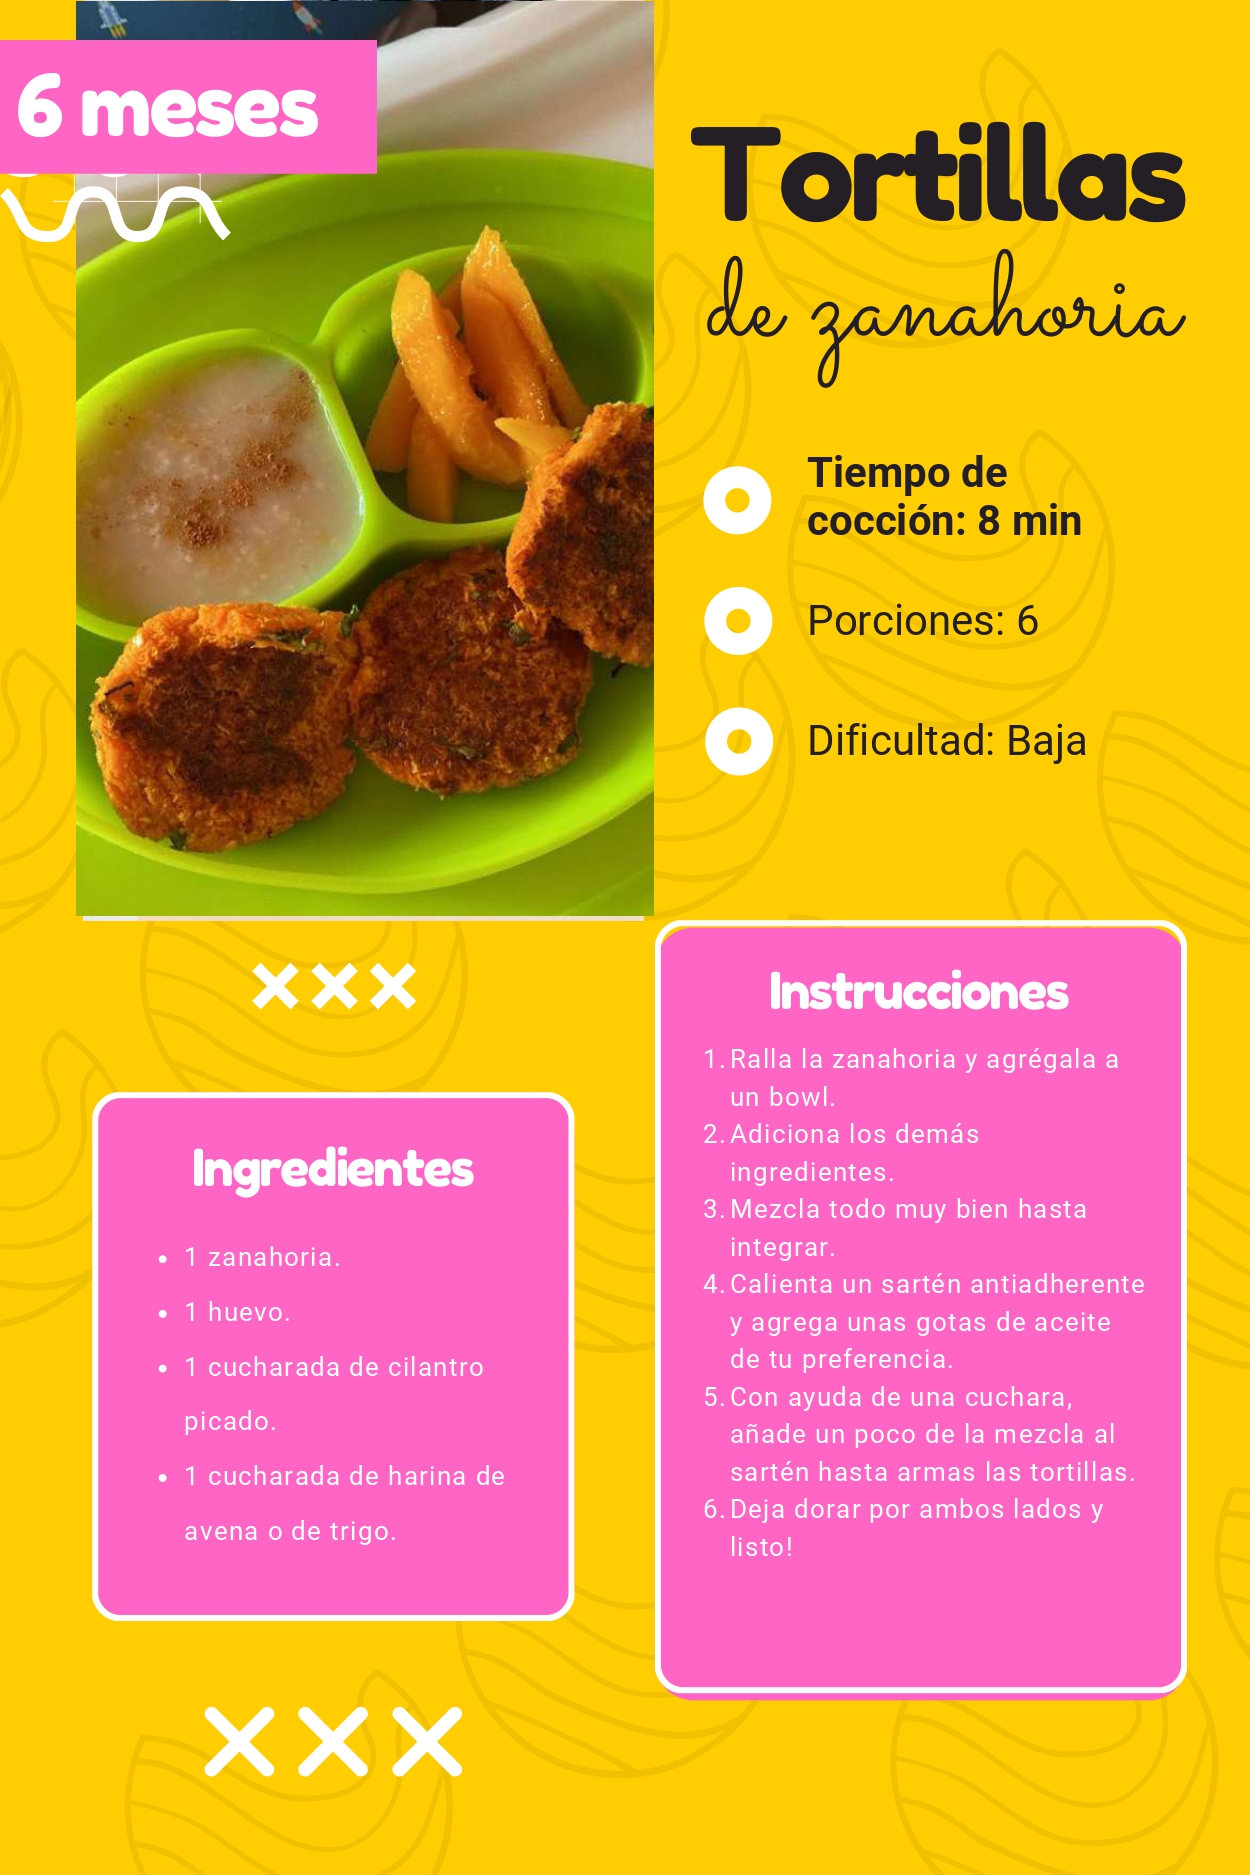 6 meses
Tortillas
de zanahoria
Tiempo de
cocción: 8 min
Porciones: 6
Dificultad: Baja
Ingredientes
• 1 zanahoria.
• 1 huevo.
• 1 cucharada de cilantro
picado.
• 1 cucharada de harina de
avena o de trigo.
Instrucciones
1. Ralla la zanahoria y agrégala a
un bowl.
2. Adiciona los demás
ingredientes.
3. Mezcla todo muy bien hasta
integrar.
4. Calienta un sartén antiadherente
y agrega unas gotas de aceite
de tu preferencia.
5. Con ayuda de una cuchara,
añade un poco de la mezcla al
sartén hasta armas las tortillas.
6. Deja dorar por ambos lados y
listo!